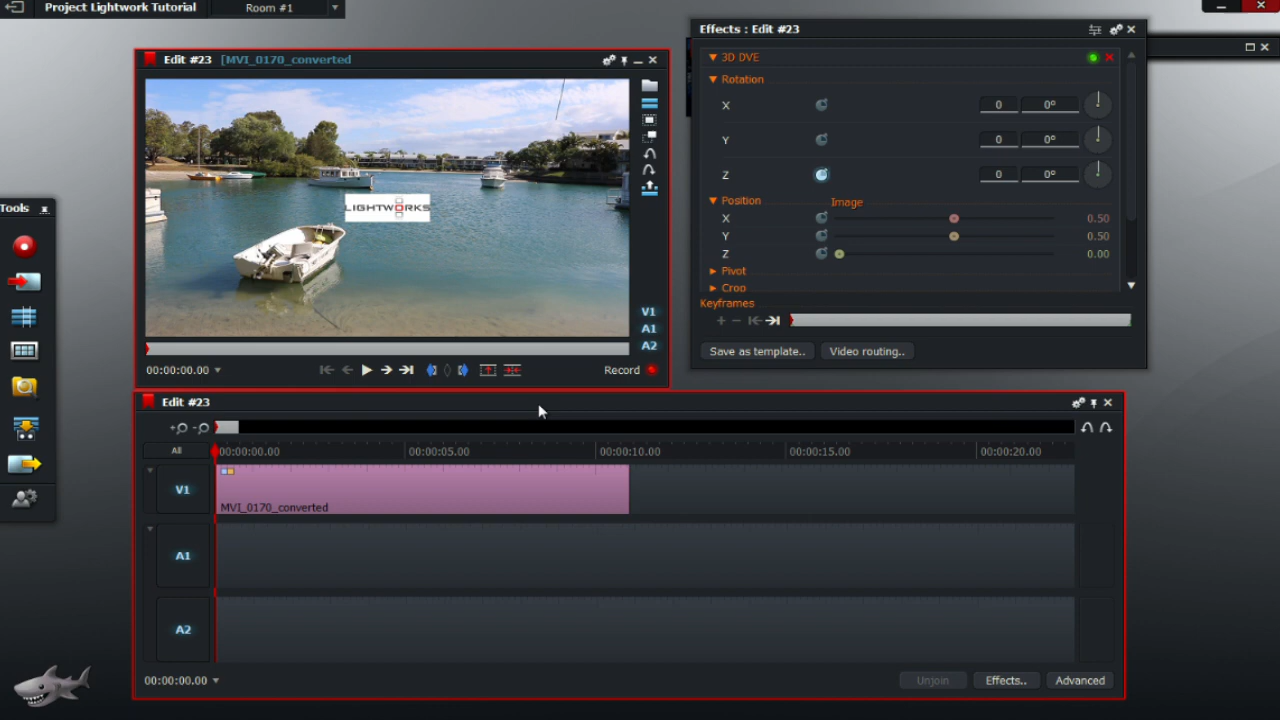 Project Lightwork Tutorial
Room #1
Edit #23 [MVI_0170_converted
LIGHTWORKS
V1
A1
A2
00:00:00.00
Record
Effects : Edit #23
3D DVE
Rotation
X 0 0°
Y 0 0°
Z 0 0°
Position Image
X 0.50
Y 0.50
Z 0.00
Pivot
Crop
Keyframes
Save as template..
Video routing..
Tools
Edit #23
All
00:00:00.00 00:00:05.00 00:00:10.00 00:00:15.00 00:00:20.00
V1
MVI_0170_converted
A1
A2
00:00:00.00
Unjoin
Effects..
Advanced